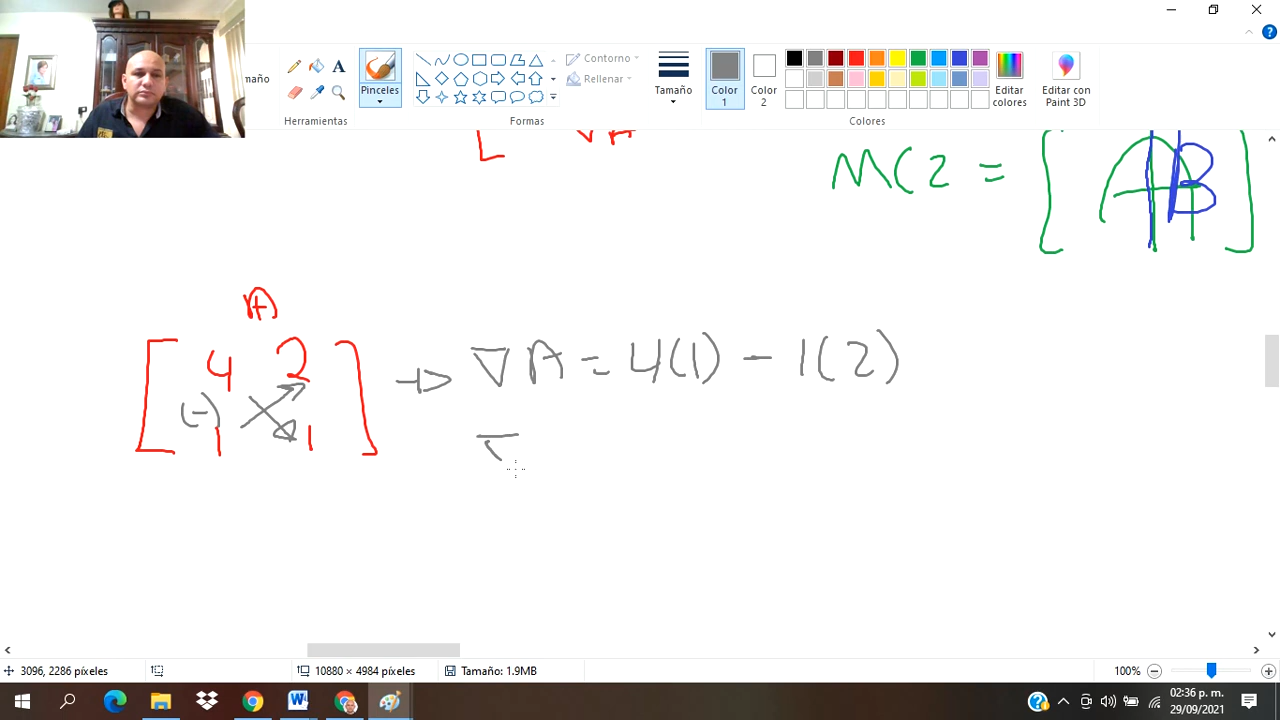 maño
Herramientas
Pinceles
Formas
Contorno
Rellenar
Tamaño
Color 1
Color 2
Colores
Editar colores
Editar con Paint 3D
∇A
MC2 = [A|B]
A
[4 2
(-)1 1] → ∇A = 4(1) - 1(2)
3096, 2286 píxeles
10880 × 4984 píxeles
Tamaño: 1.9MB
100%
02:36 p. m.
29/09/2021